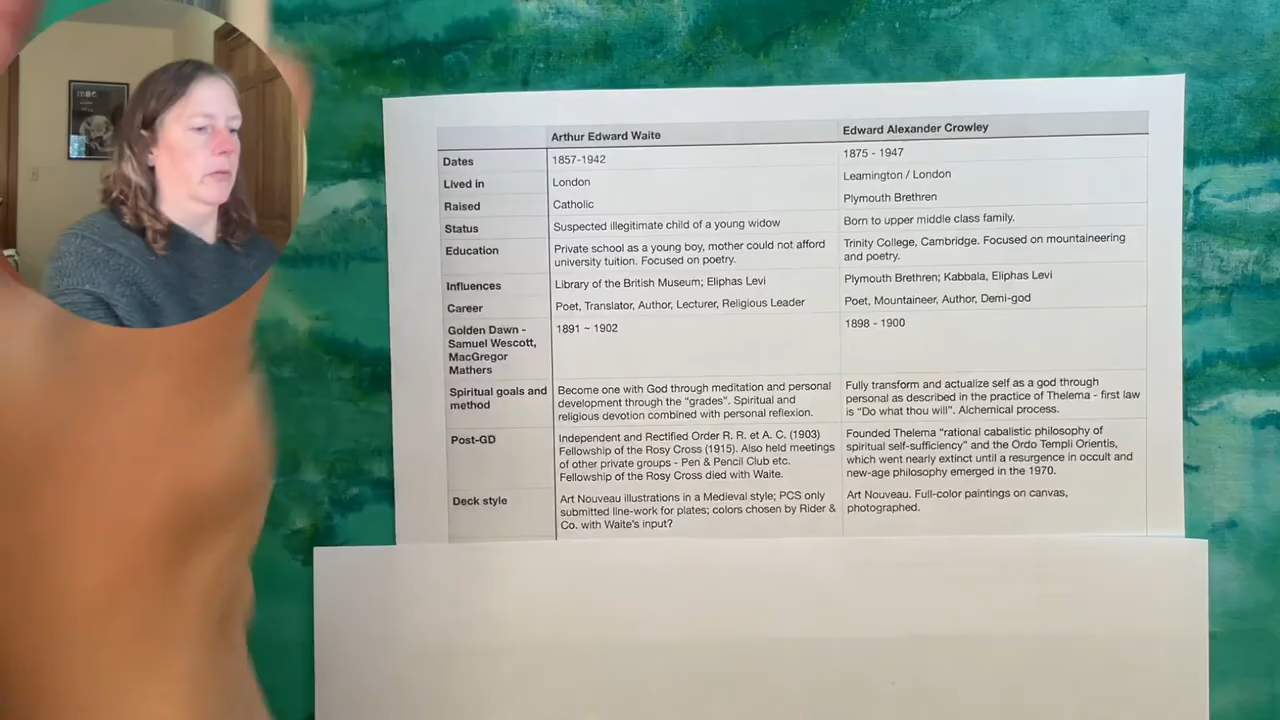 Arthur Edward Waite
Edward Alexander Crowley
Dates
1857-1942
1875 - 1947
Lived in
London
Leamington / London
Raised
Catholic
Plymouth Brethren
Status
Suspected illegitimate child of a young widow
Born to upper middle class family.
Education
Private school as a young boy, mother could not afford
university tuition. Focused on poetry.
Trinity College, Cambridge. Focused on mountaineering
and poetry.
Influences
Library of the British Museum; Eliphas Levi
Plymouth Brethren; Kabbala, Eliphas Levi
Career
Poet, Translator, Author, Lecturer, Religious Leader
Poet, Mountaineer, Author, Demi-god
Golden Dawn -
Samuel Wescott,
MacGregor
Mathers
1891 ~ 1902
1898 - 1900
Spiritual goals and
method
Become one with God through meditation and personal
development through the “grades”. Spiritual and
religious devotion combined with personal reflexion.
Fully transform and actualize self as a god through
personal as described in the practice of Thelema - first law
is “Do what thou will”. Alchemical process.
Post-GD
Independent and Rectified Order R. R. et A. C. (1903)
Fellowship of the Rosy Cross (1915). Also held meetings
of other private groups - Pen & Pencil Club etc.
Fellowship of the Rosy Cross died with Waite.
Founded Thelema “rational cabalistic philosophy of
spiritual self-sufficiency” and the Ordo Templi Orientis,
which went nearly extinct until a resurgence in occult and
new-age philosophy emerged in the 1970.
Deck style
Art Nouveau illustrations in a Medieval style; PCS only
submitted line-work for plates; colors chosen by Rider &
Co. with Waite’s input?
Art Nouveau. Full-color paintings on canvas,
photographed.